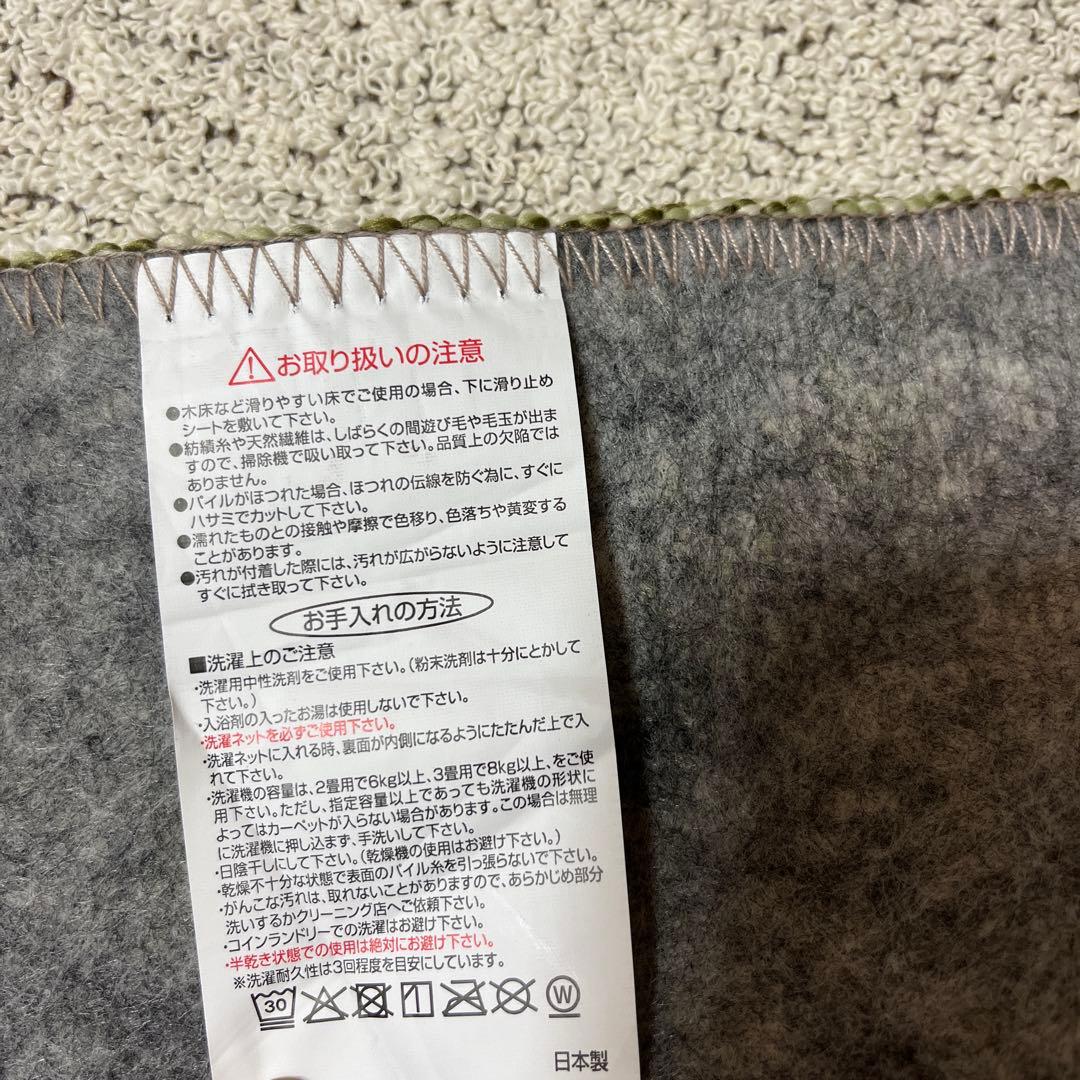 お取り扱いの注意
●木床など滑りやすい床でご使用の場合、下に滑り止め
シートを敷いて下さい。
●紡績糸や天然繊維は、しばらくの間遊び毛や毛玉が出ま
すので、掃除機で吸い取って下さい。品質上の欠陥では
ありません。
●パイルがほつれた場合、ほつれの伝線を防ぐ為に、すぐに
ハサミでカットして下さい。
●濡れたものとの接触や摩擦で色移り、色落ちや黄変する
ことがあります。
●汚れが付着した際には、汚れが広がらないように注意して
すぐに拭き取って下さい。
お手入れの方法
■洗濯上のご注意
・洗濯用中性洗剤をご使用下さい。（粉末洗剤は十分にとかして
下さい。）
・入浴剤の入ったお湯は使用しないで下さい。
・洗濯ネットを必ずご使用下さい。
・洗濯ネットに入れる時、裏面が内側になるようにたたんだ上で入
れて下さい。
・洗濯機の容量は、2畳用で6kg以上、3畳用で8kg以上、をご使
用下さい。ただし、指定容量以上であっても洗濯機の形状に
よってはカーペットが入らない場合があります。この場合は無理
に洗濯機に押し込まず、手洗いして下さい。
・日陰干しにして下さい。（乾燥機の使用はお避け下さい。）
・乾燥不十分な状態で表面のパイル糸を引っ張らないで下さい。
・がんこな汚れは、取れないことがありますので、あらかじめ部分
洗いするかクリーニング店へご依頼下さい。
・コインランドリーでの洗濯はお避け下さい。
・半乾き状態での使用は絶対にお避け下さい。
※洗濯耐久性は3回程度を目安にしています。
30 W
日本製